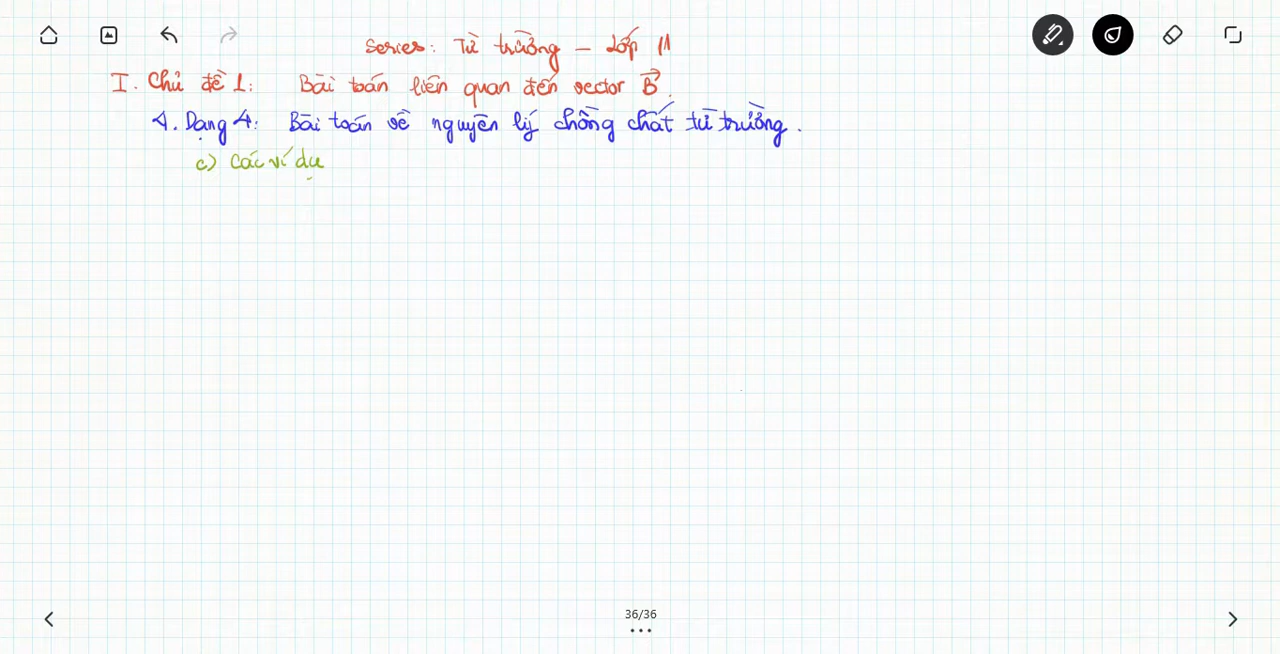 Series: Từ trường – Lớp 11
I. Chủ đề 1: Bài toán liên quan đến vector B⃗.
4. Dạng 4: Bài toán về nguyên lý chồng chất từ trường.
c) Các ví dụ
36/36